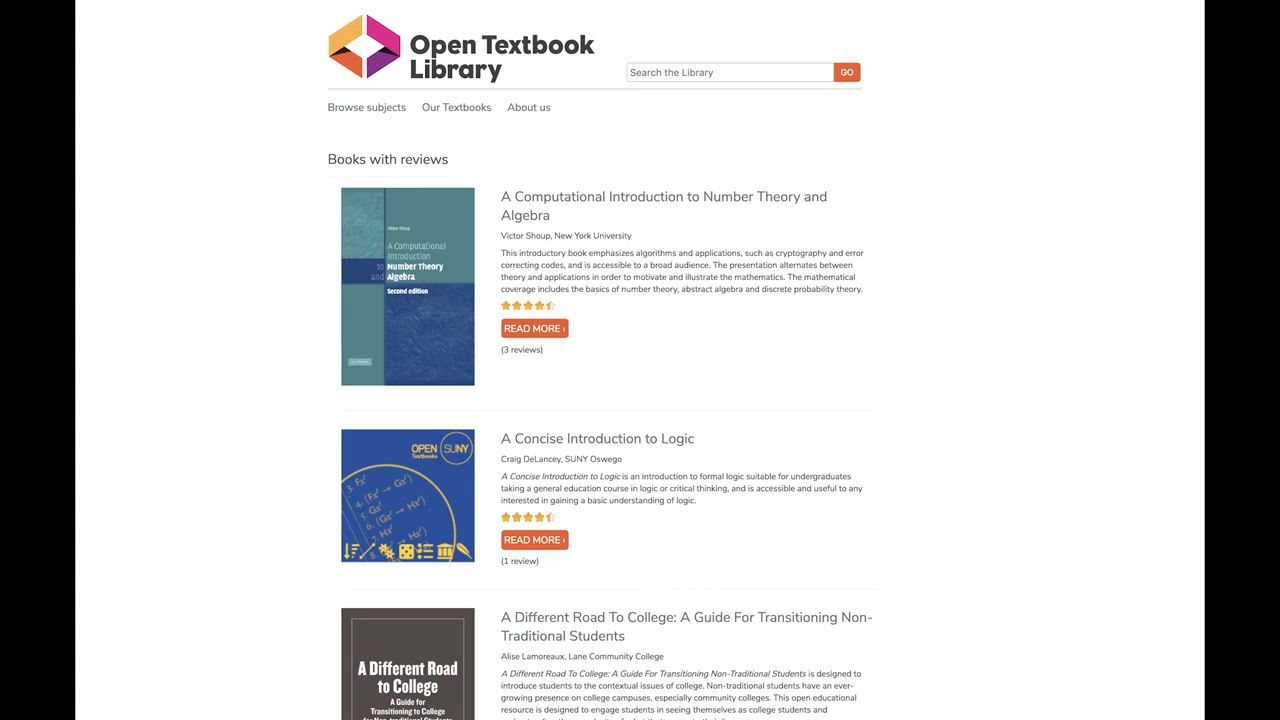 Open Textbook
Library
Search the Library
GO
Browse subjects Our Textbooks About us
Books with reviews
Victor Shoup
A Computational
Introduction
to Number Theory
and Algebra
Second edition
A Computational Introduction to Number Theory and
Algebra
Victor Shoup, New York University
This introductory book emphasizes algorithms and applications, such as cryptography and error
correcting codes, and is accessible to a broad audience. The presentation alternates between
theory and applications in order to motivate and illustrate the mathematics. The mathematical
coverage includes the basics of number theory, abstract algebra and discrete probability theory.
READ MORE ›
(3 reviews)
OPEN SUNY
Textbooks
A Concise Introduction to Logic
Craig DeLancey, SUNY Oswego
A Concise Introduction to Logic is an introduction to formal logic suitable for undergraduates
taking a general education course in logic or critical thinking, and is accessible and useful to any
interested in gaining a basic understanding of logic.
READ MORE ›
(1 review)
A Different Road
to College
A Guide for
Transitioning to College
for Non-traditional Students
A Different Road To College: A Guide For Transitioning Non-
Traditional Students
Alise Lamoreaux, Lane Community College
A Different Road To College: A Guide For Transitioning Non-Traditional Students is designed to
introduce students to the contextual issues of college. Non-traditional students have an ever-
growing presence on college campuses, especially community colleges. This open educational
resource is designed to engage students in seeing themselves as college students and